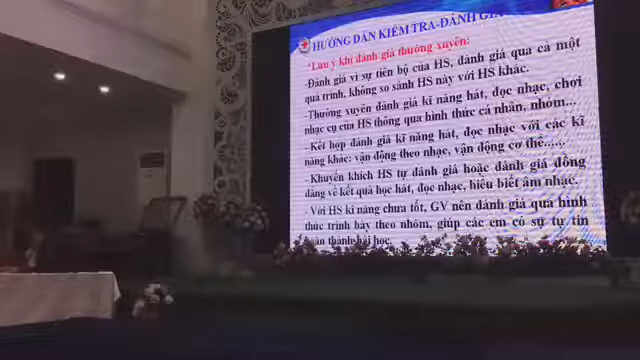 HƯỚNG DẪN KIỂM TRA-ĐÁNH GIÁ
*Lưu ý khi đánh giá thường xuyên:
-Đánh giá vì sự tiến bộ của HS, đánh giá qua cả một
quá trình, không so sánh HS này với HS khác.
-Thường xuyên đánh giá kĩ năng hát, đọc nhạc, chơi
nhạc cụ của HS thông qua hình thức cá nhân, nhóm...
- Kết hợp đánh giá kĩ năng hát, đọc nhạc với các kĩ
năng khác: vận động theo nhạc, vận động cơ thể......
- Khuyến khích HS tự đánh giá hoặc đánh giá đồng
đẳng về kết quả học hát, đọc nhạc, hiểu biết âm nhạc.
- Với HS kĩ năng chưa tốt, GV nên đánh giá qua hình
thức trình bày theo nhóm, giúp các em có sự tự tin
hoàn thành bài học.